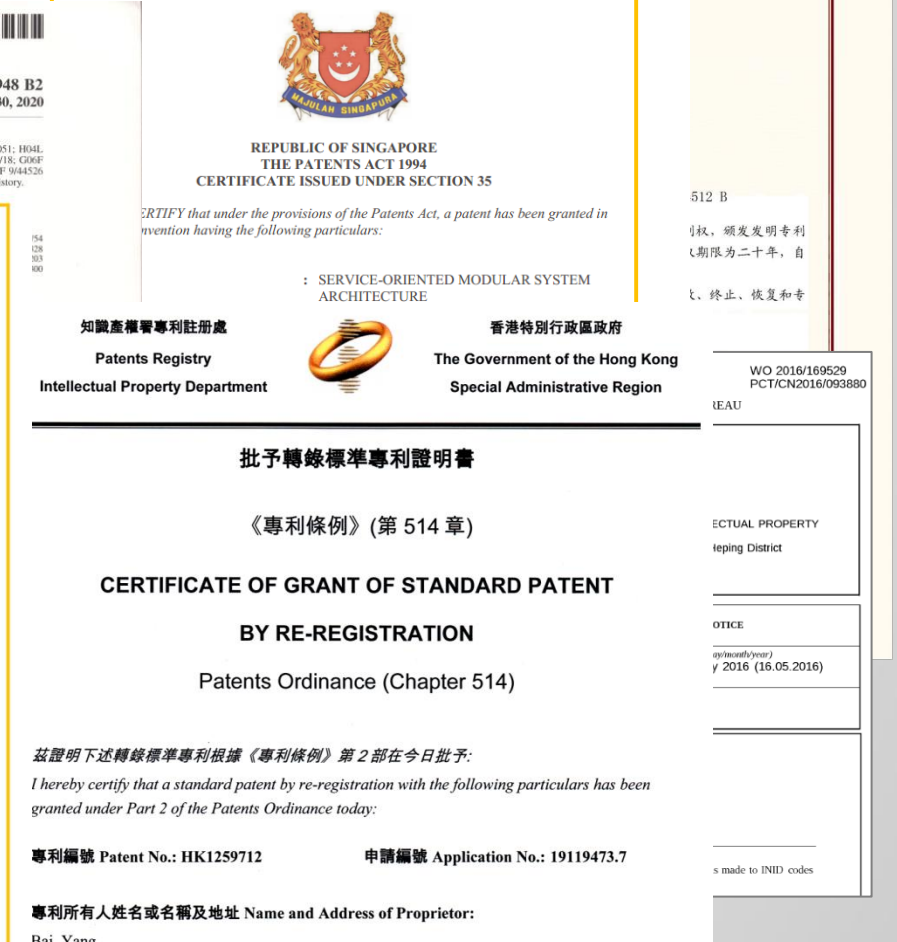 948 B2
30, 2020
051; H04L
/18; G06F
F 9/44526
story.
MAJULAH SINGAPURA
REPUBLIC OF SINGAPORE
THE PATENTS ACT 1994
CERTIFICATE ISSUED UNDER SECTION 35
ERTIFY that under the provisions of the Patents Act, a patent has been granted in
nvention having the following particulars:
: SERVICE-ORIENTED MODULAR SYSTEM
ARCHITECTURE
512 B
颁发发明专利
期限为二十年，自
、终止、恢复和专
知識產權署專利註册處
Patents Registry
Intellectual Property Department
香港特別行政區政府
The Government of the Hong Kong
Special Administrative Region
批予轉錄標準專利證明書
《專利條例》(第 514 章)
CERTIFICATE OF GRANT OF STANDARD PATENT
BY RE-REGISTRATION
Patents Ordinance (Chapter 514)
茲證明下述轉錄標準專利根據《專利條例》第 2 部在今日批予:
I hereby certify that a standard patent by re-registration with the following particulars has been
granted under Part 2 of the Patents Ordinance today:
專利編號 Patent No.: HK1259712
申請編號 Application No.: 19119473.7
專利所有人姓名或名稱及地址 Name and Address of Proprietor:
Bai, Yang
WO 2016/169529
PCT/CN2016/093880
REAU
ECTUAL PROPERTY
Heping District
OTICE
ay/month/year)
y 2016 (16.05.2016)
s made to INID codes